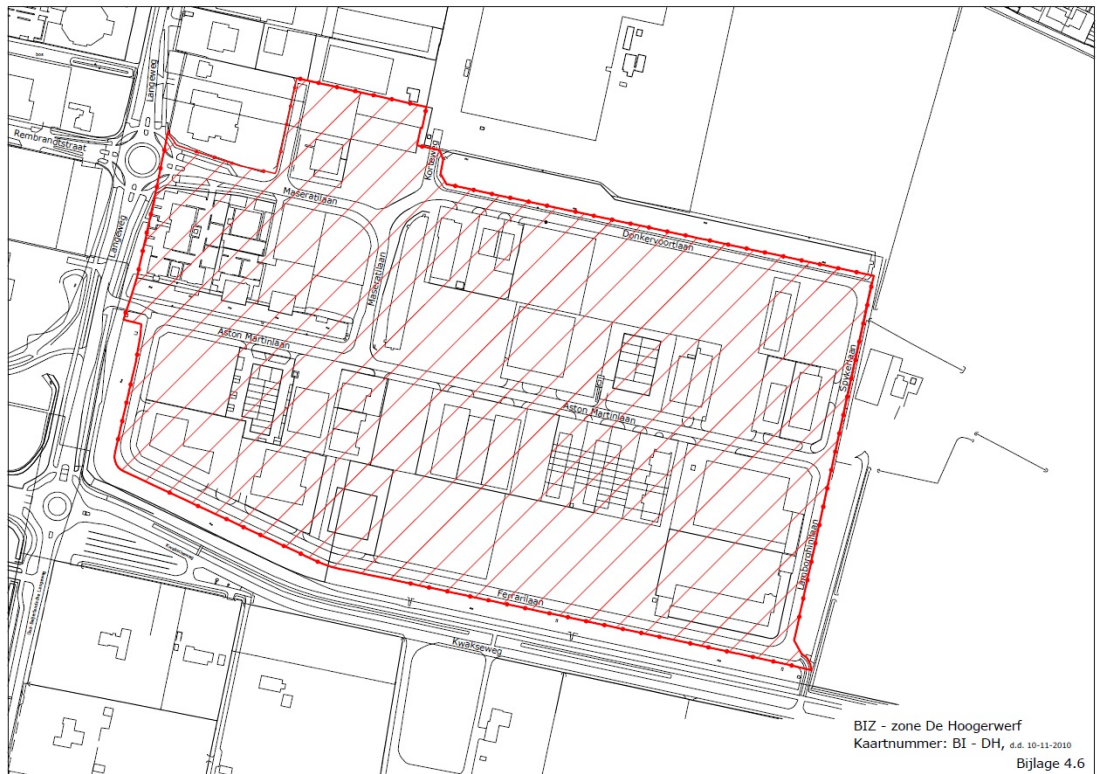 Langeweg
Rembrandtstraat
Korteweg
Maseratilaan
Langeweg
Donkervoortlaan
Maseratilaan
Aston Martinlaan
Spykerlaan
Aston Martinlaan
Lamborghinilaan
Ferrarilaan
Kwakseweg
BIZ - zone De Hoogerwerf
Kaartnummer: BI - DH, d.d. 10-11-2010
Bijlage 4.6